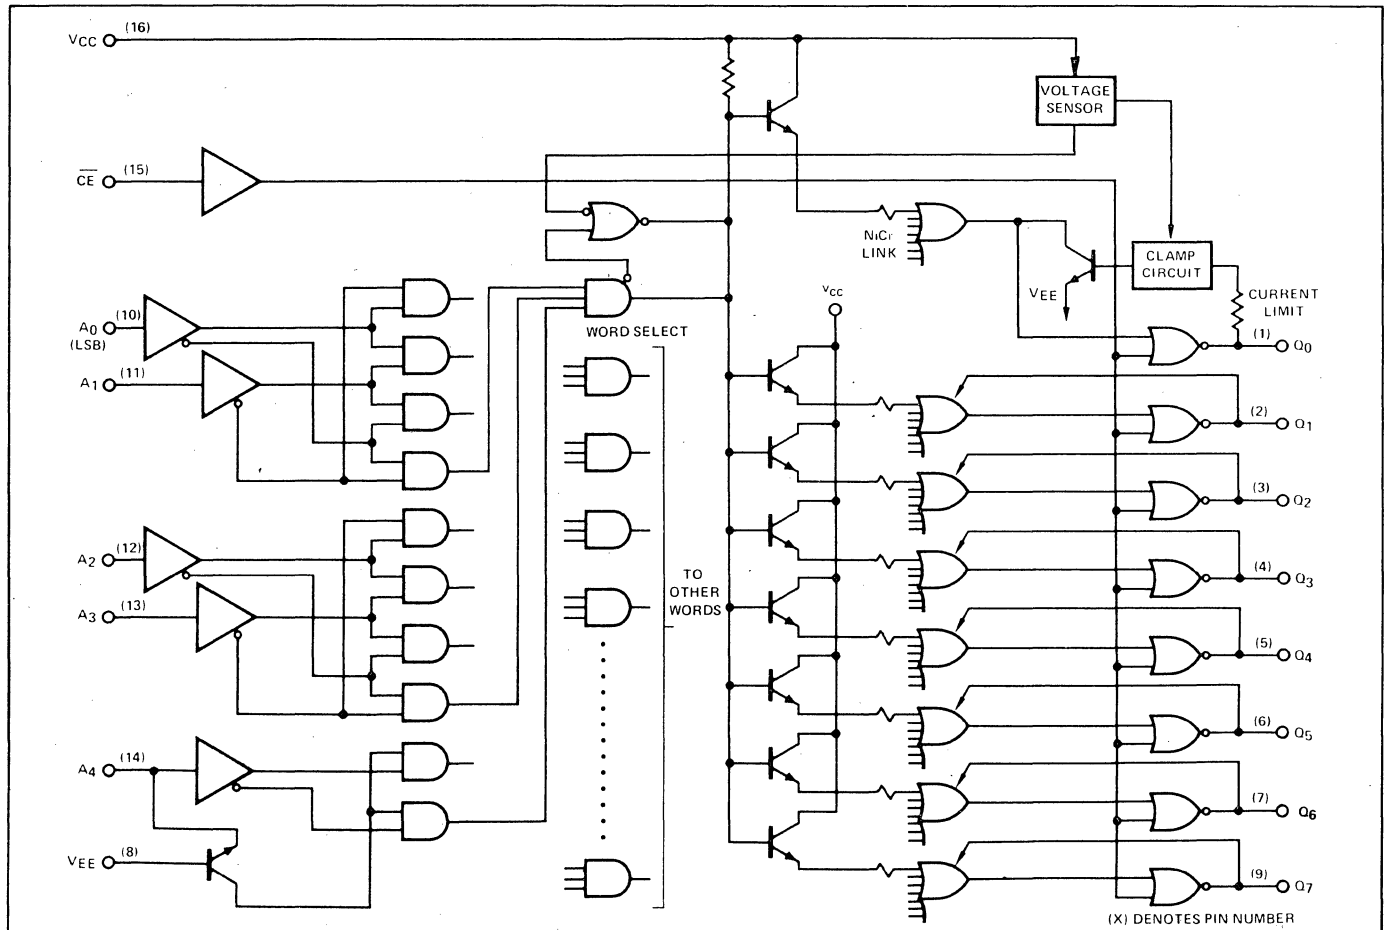 VCC (16)
VOLTAGE
SENSOR
CE (15)
NiCr
LINK
CLAMP
CIRCUIT
VEE
CURRENT
LIMIT
A0 (10)
(LSB)
WORD SELECT
VCC
(1) Q0
A1 (11)
(2) Q1
(3) Q2
A2 (12)
(4) Q3
A3 (13)
TO
OTHER
WORDS
(5) Q4
(6) Q5
A4 (14)
(7) Q6
VEE (8)
(9) Q7
(X) DENOTES PIN NUMBER